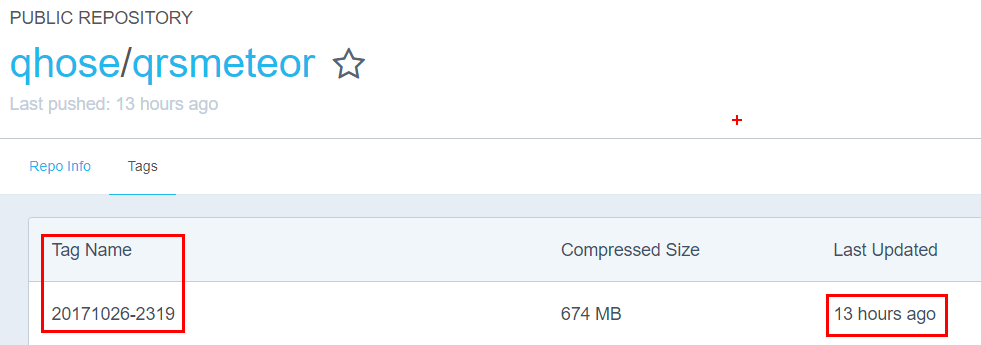 PUBLIC REPOSITORY
qhose/qrsmeteor
Last pushed: 13 hours ago
Repo Info Tags
Tag Name Compressed Size Last Updated
20171026-2319 674 MB 13 hours ago